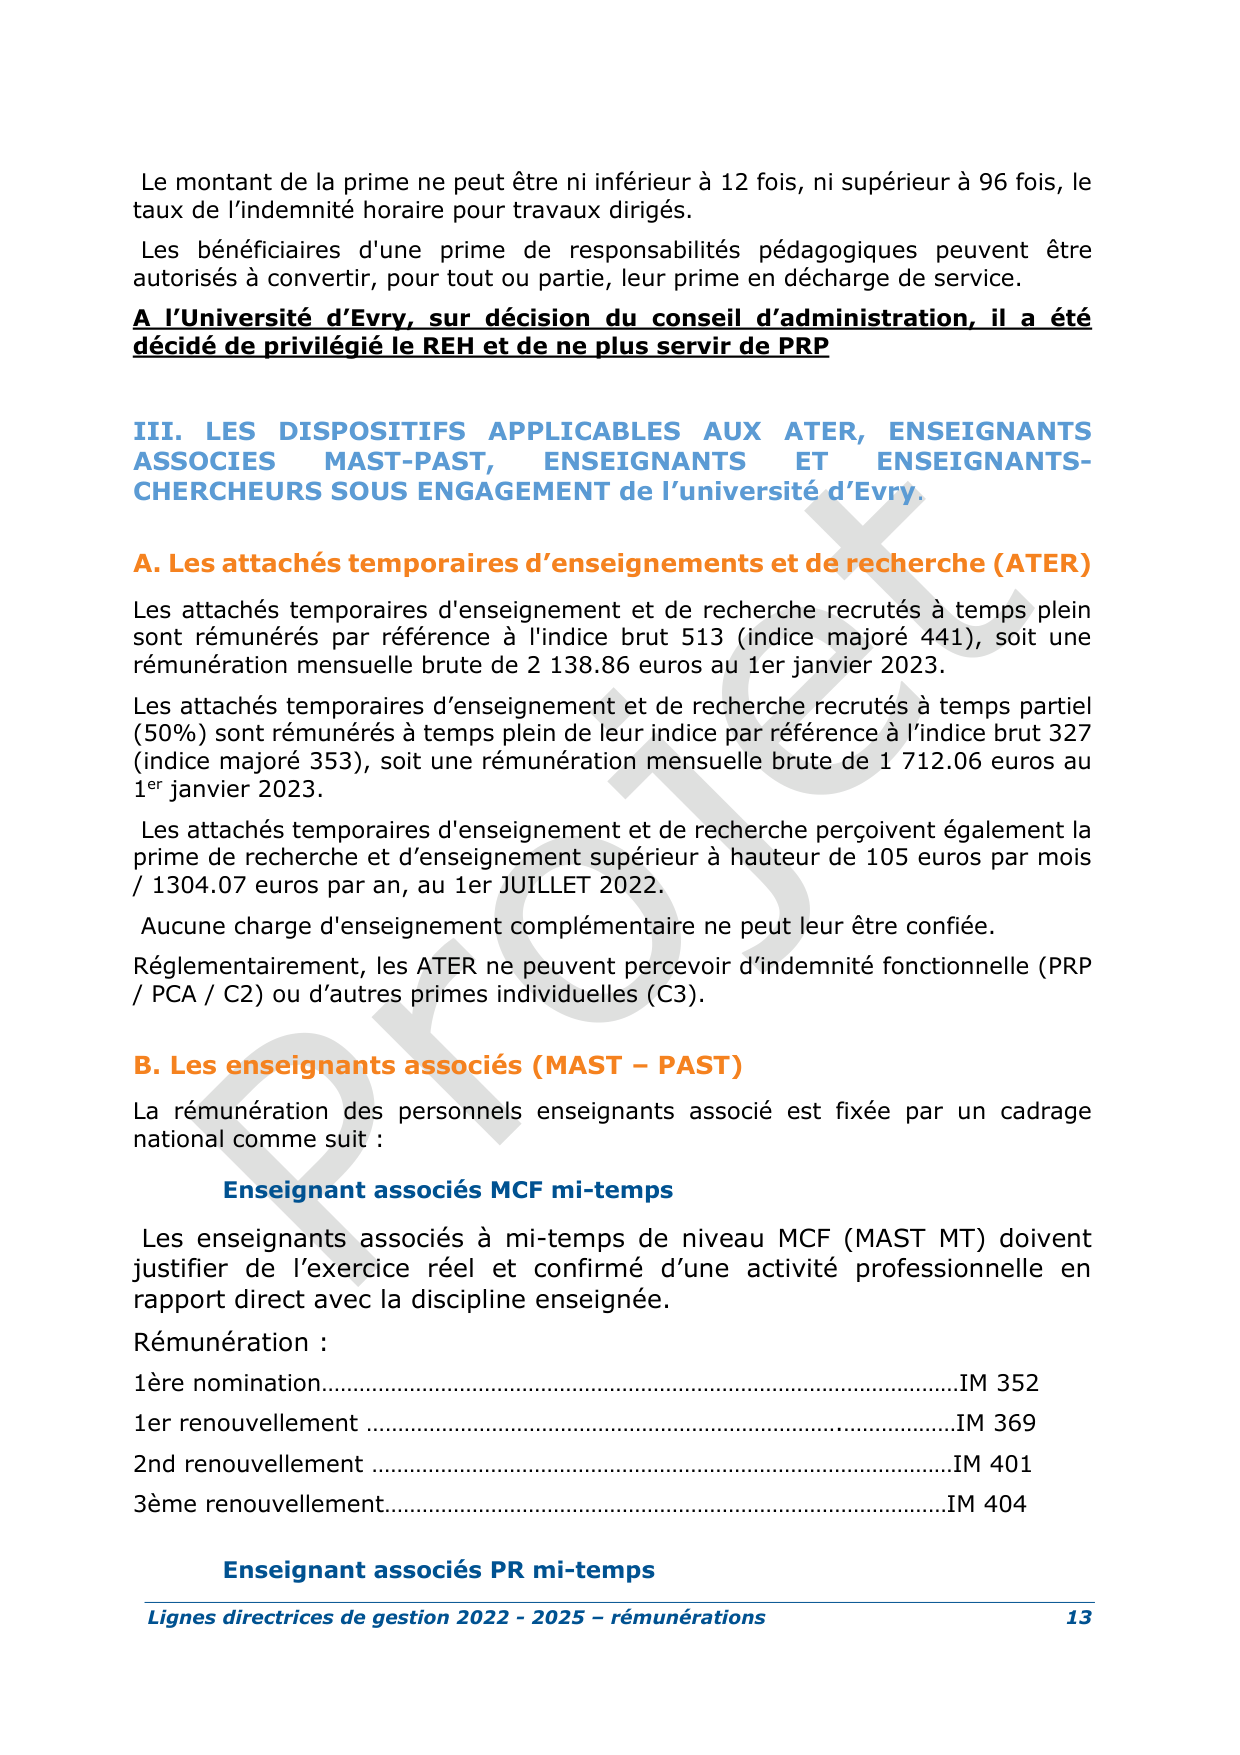 Le montant de la prime ne peut être ni inférieur à 12 fois, ni supérieur à 96 fois, le
taux de l’indemnité horaire pour travaux dirigés.
Les bénéficiaires d'une prime de responsabilités pédagogiques peuvent être
autorisés à convertir, pour tout ou partie, leur prime en décharge de service.
A l’Université d’Evry, sur décision du conseil d’administration, il a été
décidé de privilégié le REH et de ne plus servir de PRP
III. LES DISPOSITIFS APPLICABLES AUX ATER, ENSEIGNANTS
ASSOCIES MAST-PAST, ENSEIGNANTS ET ENSEIGNANTS-
CHERCHEURS SOUS ENGAGEMENT de l’université d’Evry.
A. Les attachés temporaires d’enseignements et de recherche (ATER)
Les attachés temporaires d'enseignement et de recherche recrutés à temps plein
sont rémunérés par référence à l'indice brut 513 (indice majoré 441), soit une
rémunération mensuelle brute de 2 138.86 euros au 1er janvier 2023.
Les attachés temporaires d’enseignement et de recherche recrutés à temps partiel
(50%) sont rémunérés à temps plein de leur indice par référence à l’indice brut 327
(indice majoré 353), soit une rémunération mensuelle brute de 1 712.06 euros au
1er janvier 2023.
Les attachés temporaires d'enseignement et de recherche perçoivent également la
prime de recherche et d’enseignement supérieur à hauteur de 105 euros par mois
/ 1304.07 euros par an, au 1er JUILLET 2022.
Aucune charge d'enseignement complémentaire ne peut leur être confiée.
Réglementairement, les ATER ne peuvent percevoir d’indemnité fonctionnelle (PRP
/ PCA / C2) ou d’autres primes individuelles (C3).
B. Les enseignants associés (MAST – PAST)
La rémunération des personnels enseignants associé est fixée par un cadrage
national comme suit :
Enseignant associés MCF mi-temps
Les enseignants associés à mi-temps de niveau MCF (MAST MT) doivent
justifier de l’exercice réel et confirmé d’une activité professionnelle en
rapport direct avec la discipline enseignée.
Rémunération :
1ère nomination……………………………………………………………………………………IM 352
1er renouvellement ……………………………………………………………..………………IM 369
2nd renouvellement ……………………………………………………………………………IM 401
3ème renouvellement…………………………………………………………………………IM 404
Enseignant associés PR mi-temps
Lignes directrices de gestion 2022 - 2025 – rémunérations 13
Projet